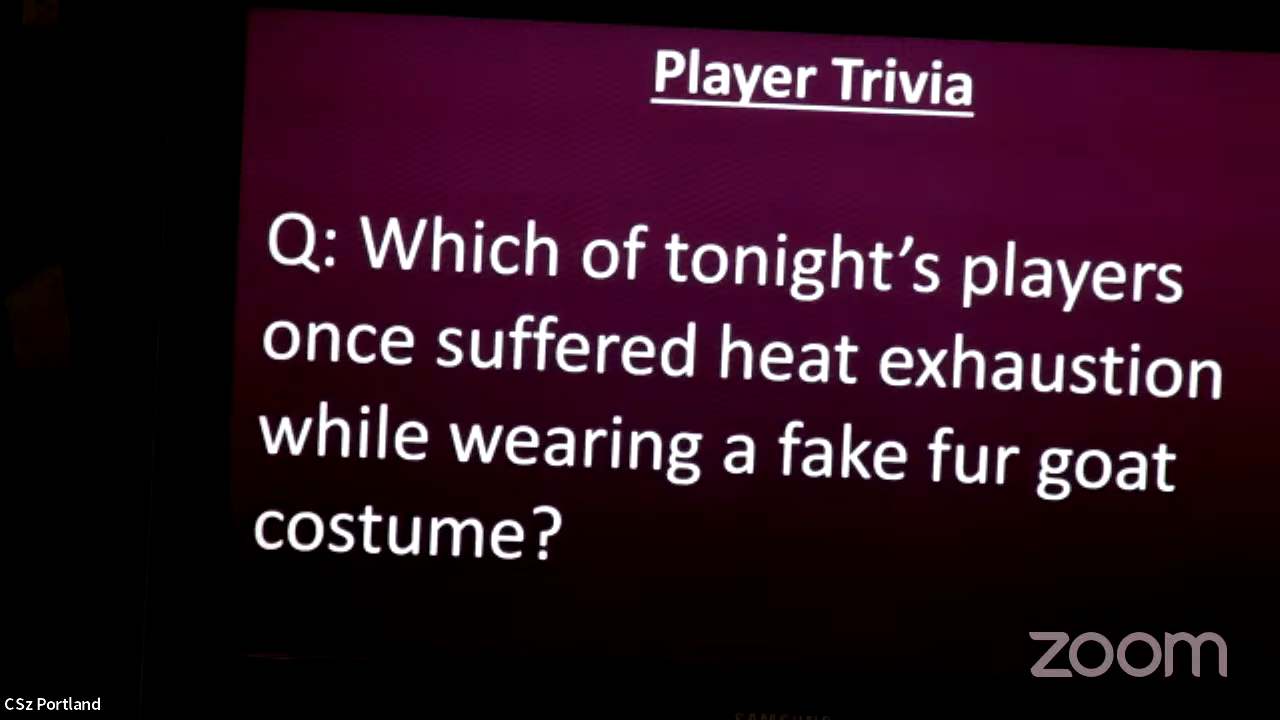 Player Trivia
Q: Which of tonight's players
once suffered heat exhaustion
while wearing a fake fur goat
costume?
zoom
CSz Portland
SAMSUNG